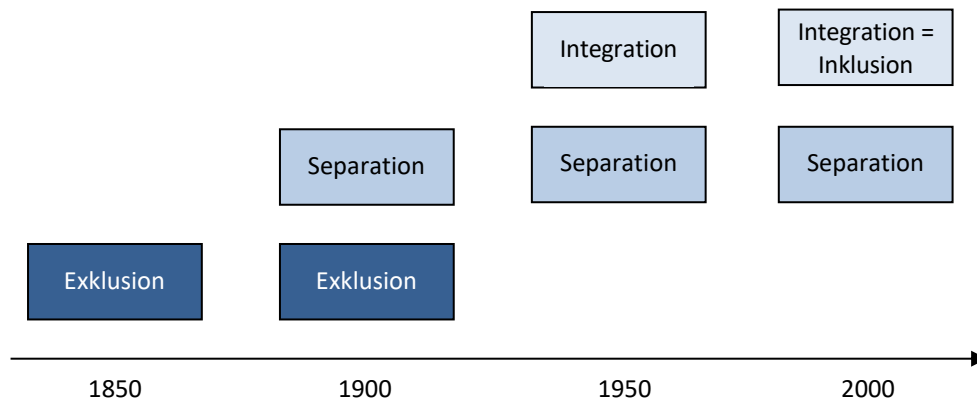 Integration
Integration =
Inklusion
Separation
Separation
Separation
Exklusion
Exklusion
1850
1900
1950
2000